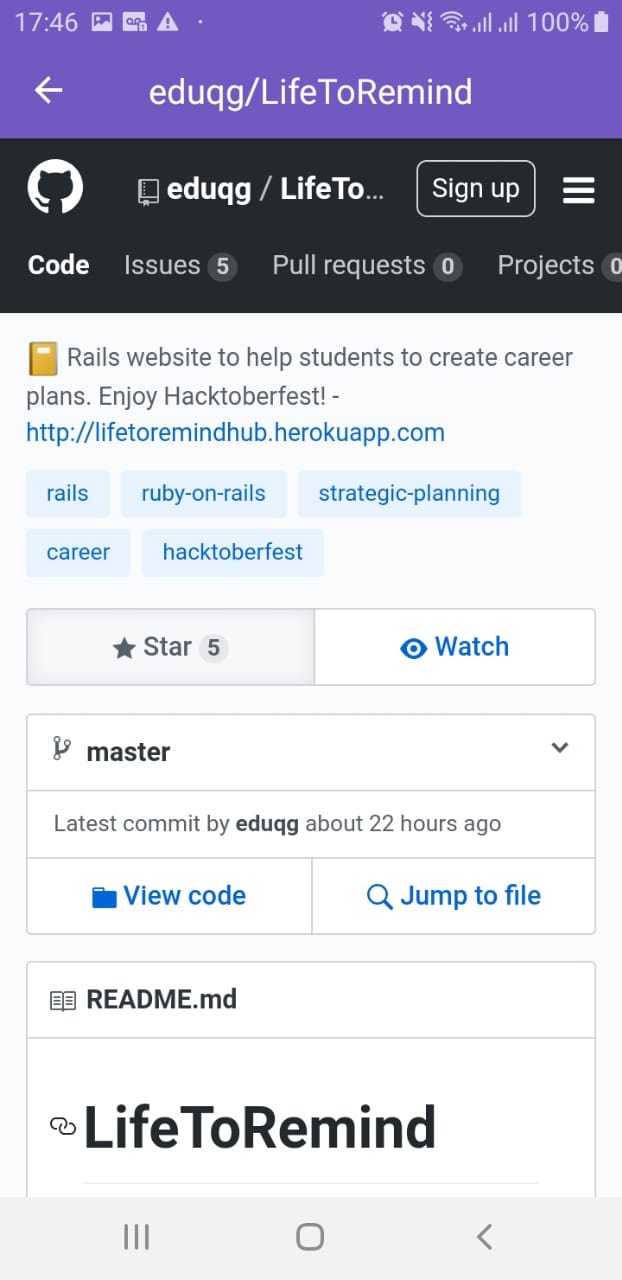 17:46 100%
eduqg/LifeToRemind
eduqg / LifeTo... Sign up
Code Issues 5 Pull requests 0 Projects 0
Rails website to help students to create career
plans. Enjoy Hacktoberfest! -
http://lifetoremindhub.herokuapp.com
rails ruby-on-rails strategic-planning
career hacktoberfest
Star 5 Watch
master
Latest commit by eduqg about 22 hours ago
View code Jump to file
README.md
LifeToRemind